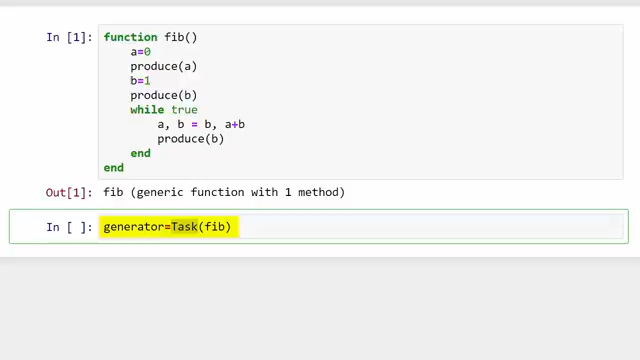 In [1]: function fib()
a=0
produce(a)
b=1
produce(b)
while true
a, b = b, a+b
produce(b)
end
end
Out[1]: fib (generic function with 1 method)
In [ ]: generator=Task(fib)